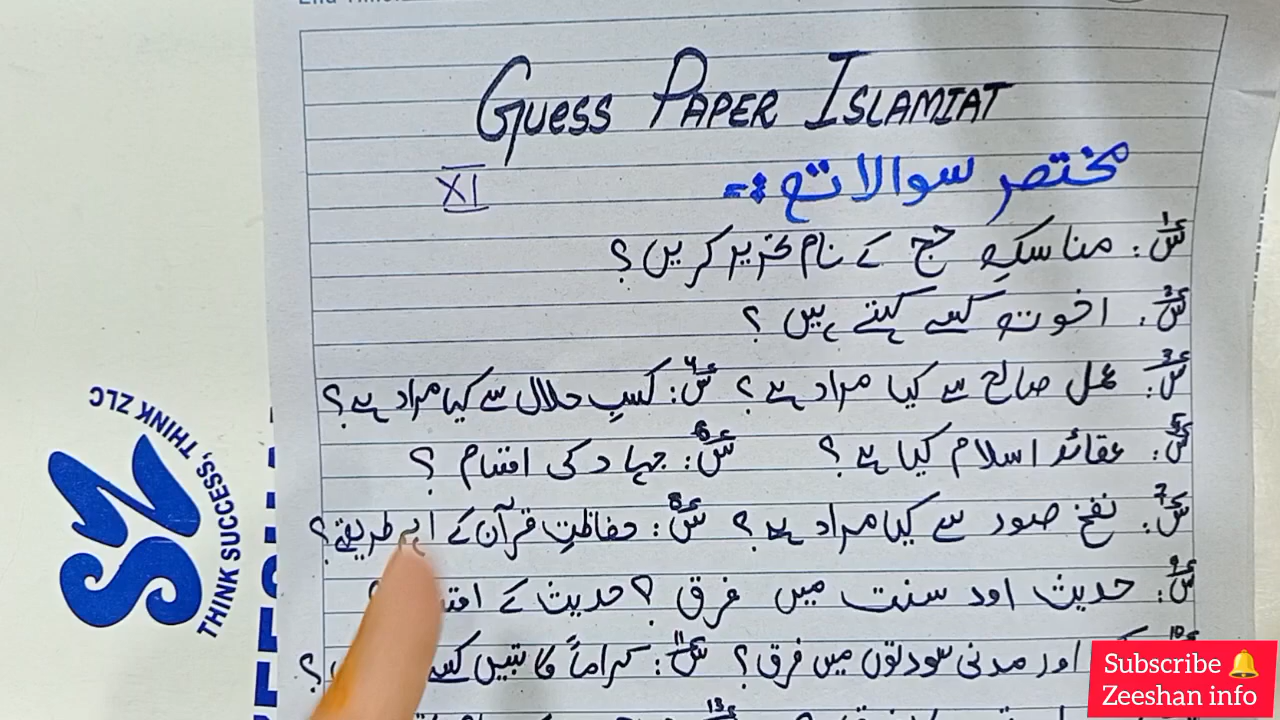 GUESS PAPER ISLAMIAT
XI
مختصر سوالات :-
س1: مناسکِ حج کے نام تحریر کریں؟
س2: اخوت کسے کہتے ہیں؟
س3: عمل صالح سے کیا مراد ہے؟ س4: کسبِ حلال سے کیا مراد ہے؟
س5: عقائد اسلام کیا ہے؟ س6: جہاد کی اقسام؟
س7: نفخ صور سے کیا مراد ہے؟ س8: حفاظتِ قرآن کے طریقے؟
س9: حدیث اور سنت میں فرق؟ حدیث کے
س10: اور مدنی سورتوں میں فرق؟ س11: کراماً کاتبین کسے ؟
س13
THINK SUCCESS, THINK ZLC
Subscribe 🔔
Zeeshan info